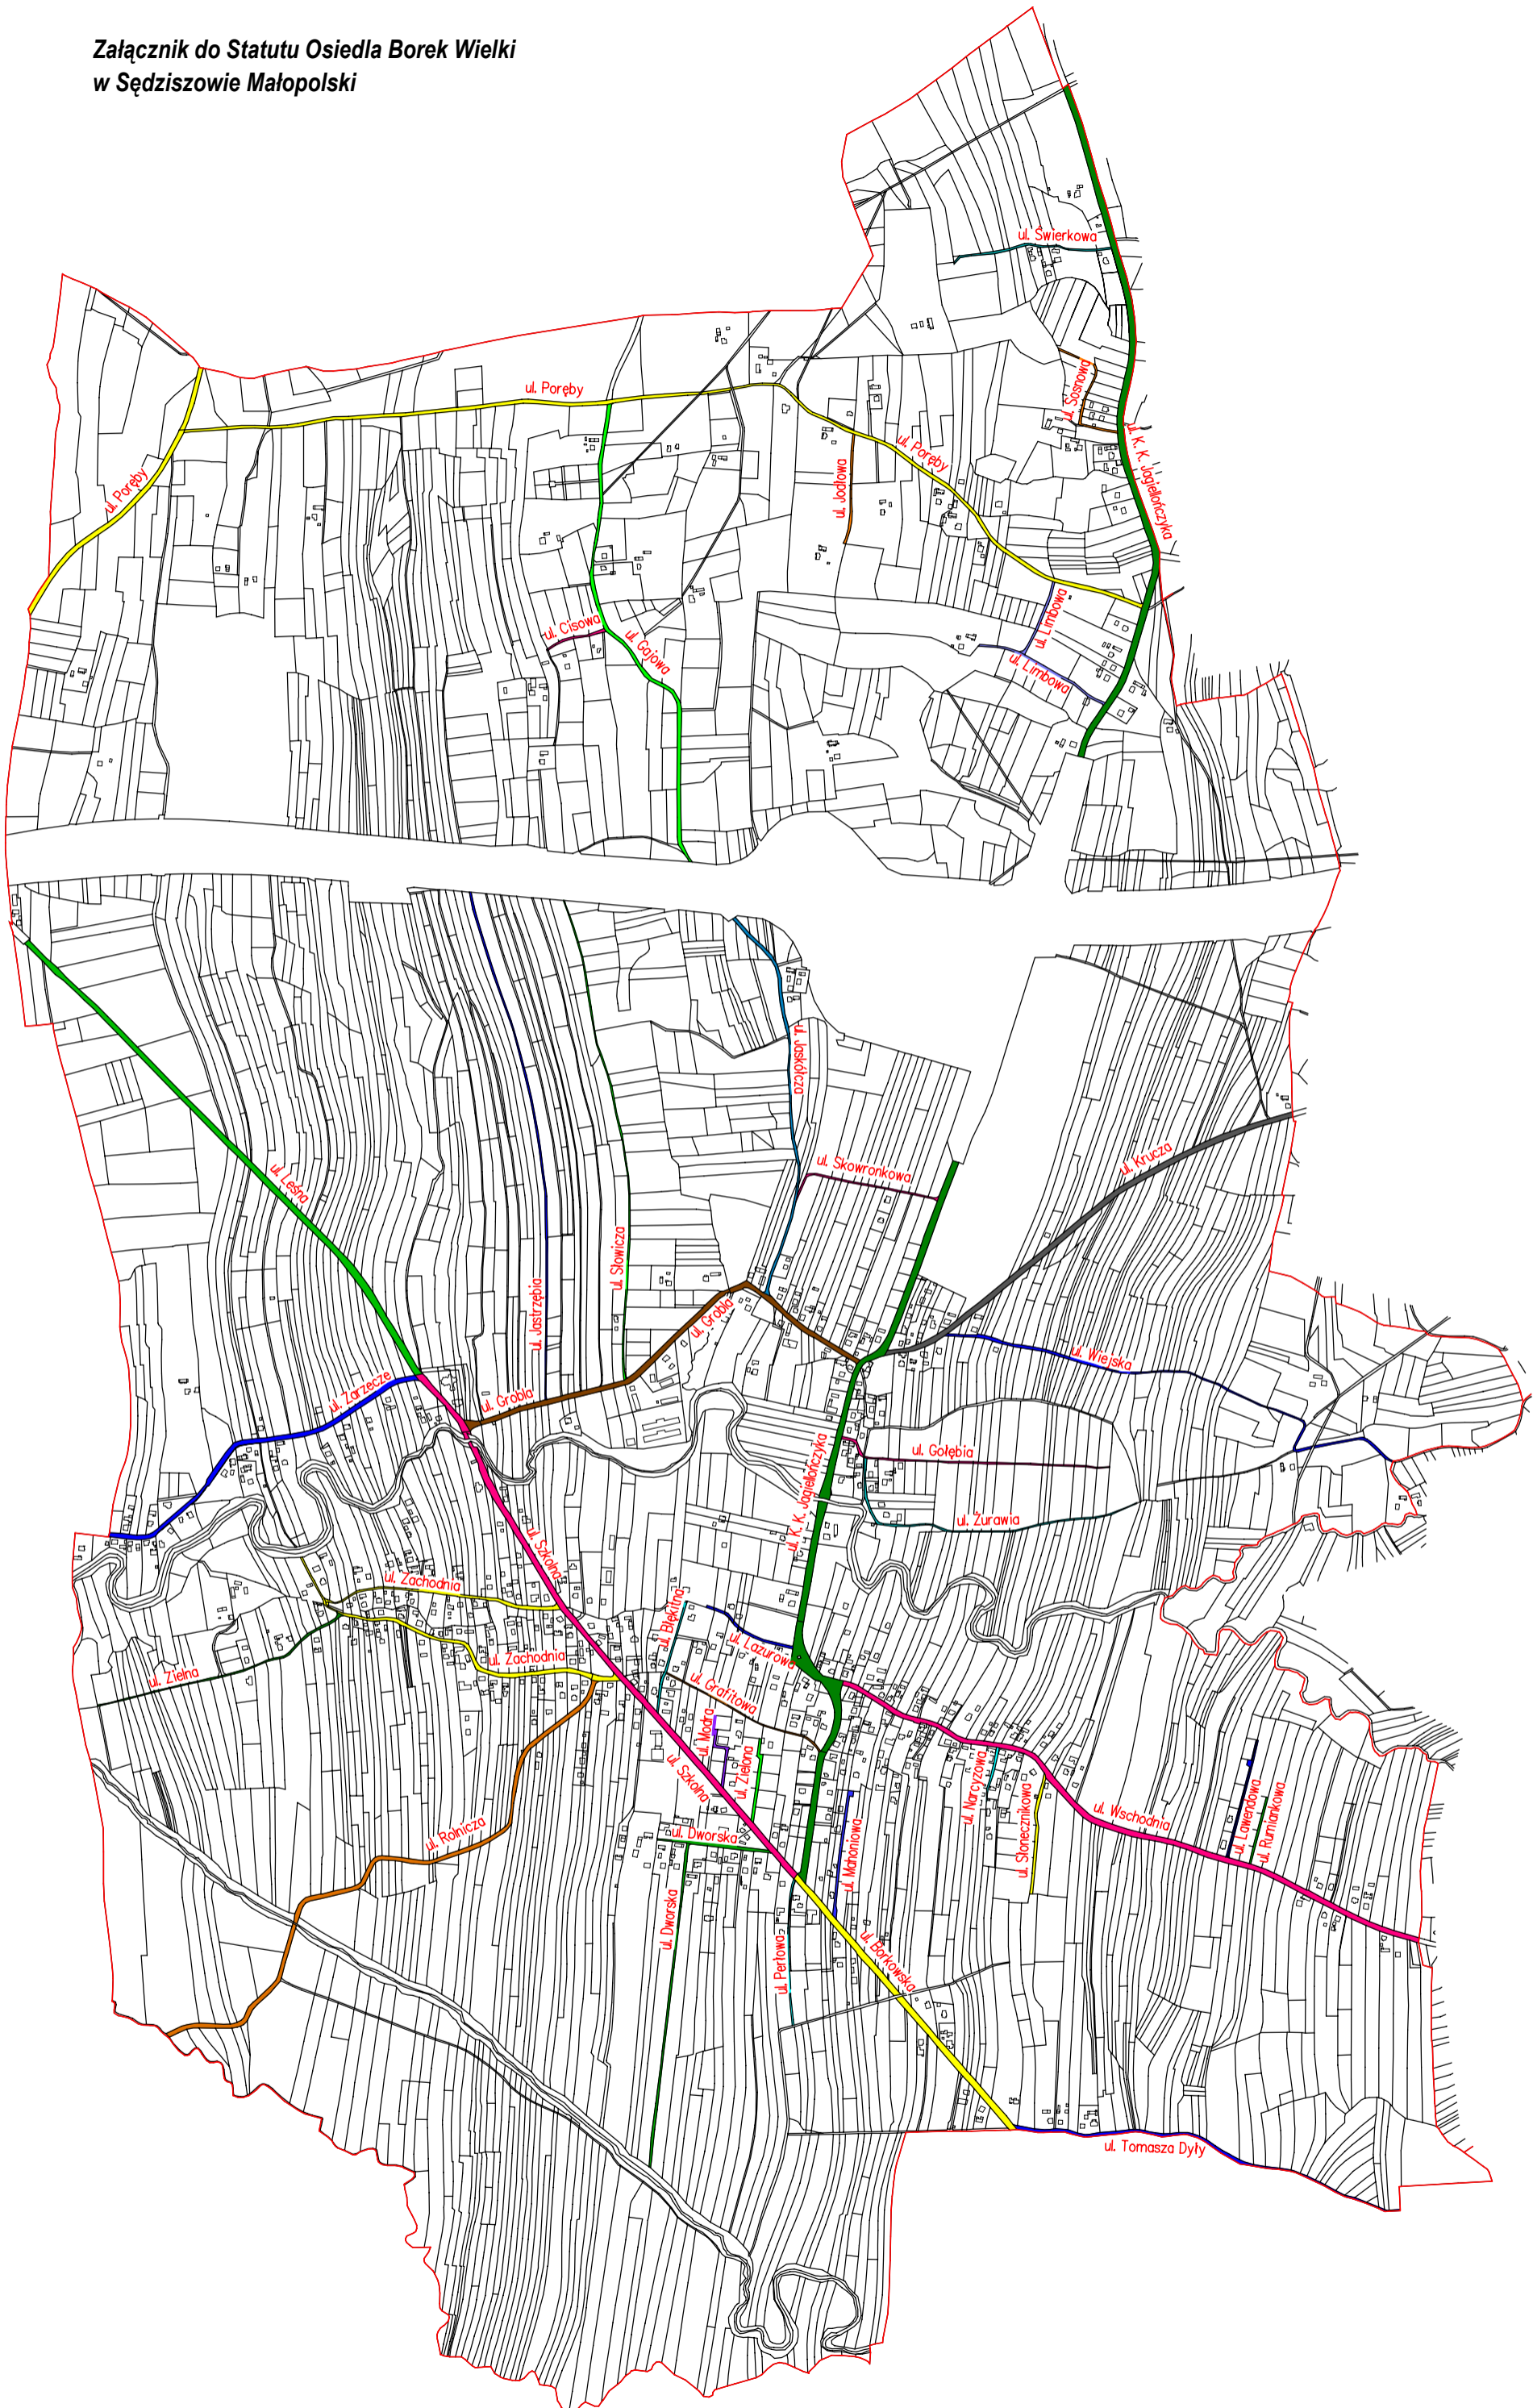 Załącznik do Statutu Osiedla Borek Wielki
w Sędziszowie Małopolski
ul. Świerkowa
ul. Sosnowa
ul. Poręby
ul. K. K. Jagiellończyka
ul. Poręby
ul. Jodłowa
ul. Poręby
ul. Limbowa
ul. Cisowa
ul. Gajowa
ul. Limbowa
ul. Jaskółcza
ul. Skowronkowa
ul. Krucza
ul. Leśna
ul. Słowicza
ul. Jastrzębia
ul. Grobla
ul. Wiejska
ul. Zarzecze
ul. Grobla
ul. Gołębia
ul. K. K. Jagiellończyka
ul. Żurawia
ul. Szkolna
ul. Zachodnia
ul. Błękitna
ul. Lazurowa
ul. Zachodnia
ul. Zielna
ul. Grafitowa
ul. Modra
ul. Zielona
ul. Szkolna
ul. Narcyzowa
ul. Słonecznikowa
ul. Wschodnia
ul. Lawendowa
ul. Rumiankowa
ul. Rolnicza
ul. Dworska
ul. Mahoniowa
ul. Dworska
ul. Perłowa
ul. Borkowska
ul. Tomasza Dyły